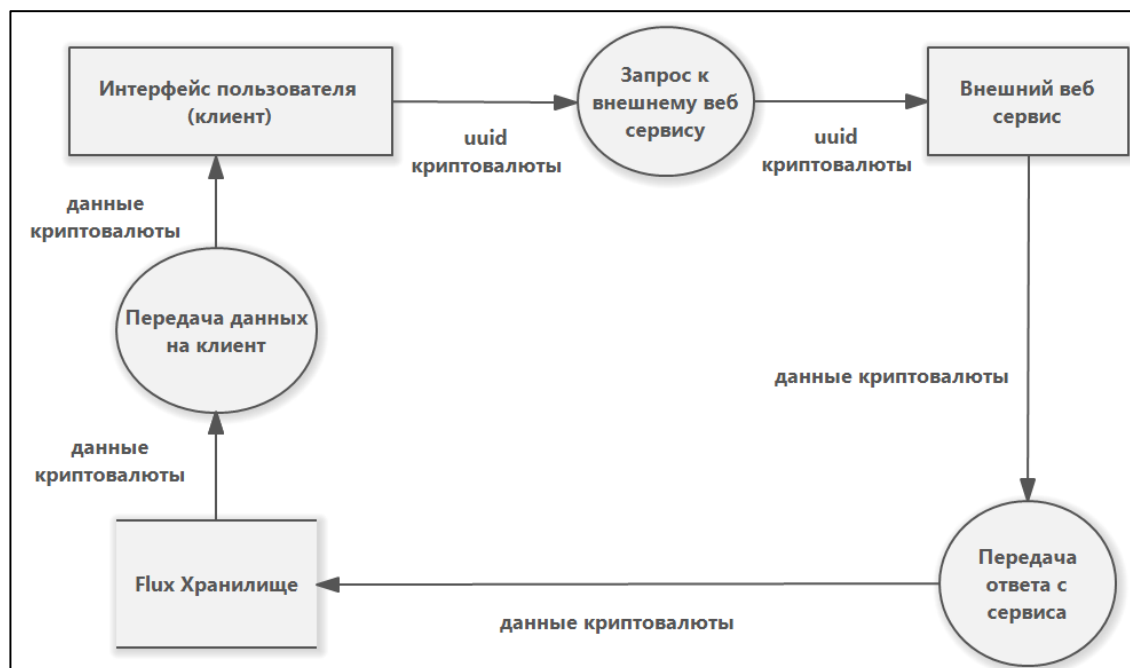 Интерфейс пользователя
(клиент)
uuid
криптовалюты
Запрос к
внешнему веб
сервису
uuid
криптовалюты
Внешний веб
сервис
данные криптовалюты
Передача
ответа с
сервиса
данные криптовалюты
Flux Хранилище
данные
криптовалюты
Передача данных
на клиент
данные
криптовалюты